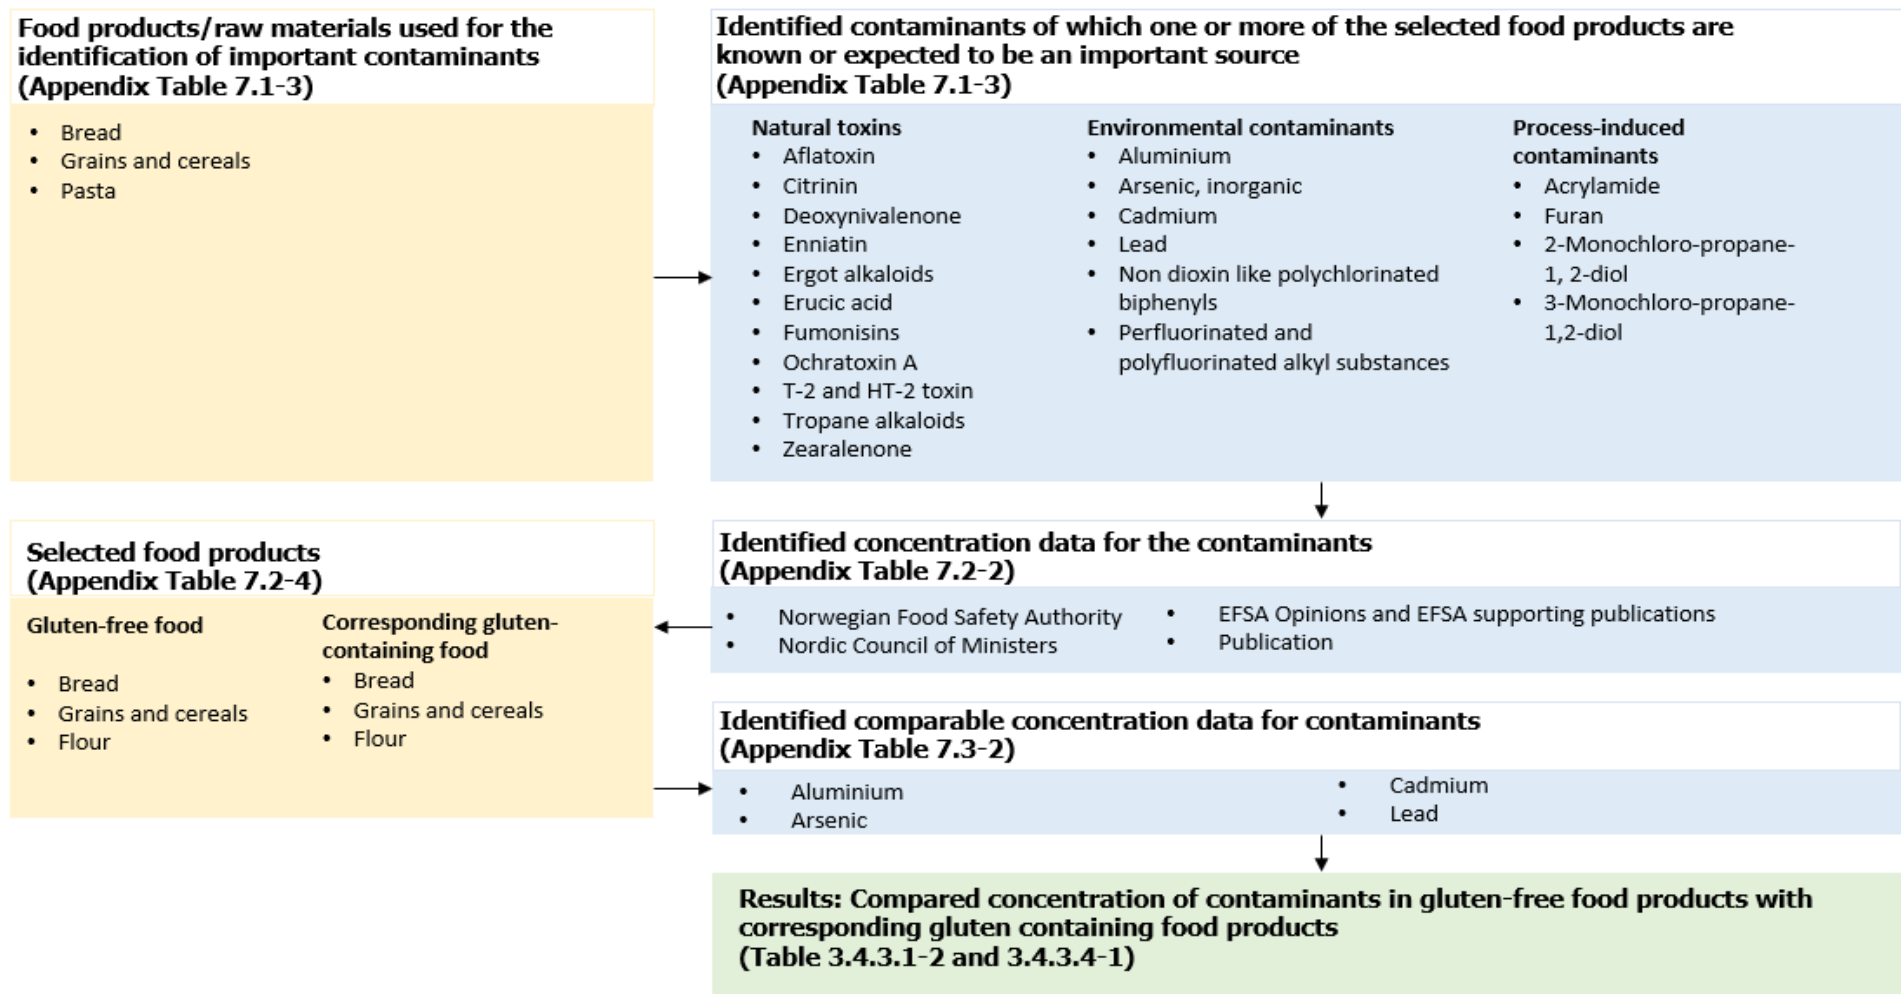 Food products/raw materials used for the
identification of important contaminants
(Appendix Table 7.1-3)
• Bread
• Grains and cereals
• Pasta
Identified contaminants of which one or more of the selected food products are
known or expected to be an important source
(Appendix Table 7.1-3)
Natural toxins
• Aflatoxin
• Citrinin
• Deoxynivalenone
• Enniatin
• Ergot alkaloids
• Erucic acid
• Fumonisins
• Ochratoxin A
• T-2 and HT-2 toxin
• Tropane alkaloids
• Zearalenone
Environmental contaminants
• Aluminium
• Arsenic, inorganic
• Cadmium
• Lead
• Non dioxin like polychlorinated
biphenyls
• Perfluorinated and
polyfluorinated alkyl substances
Process-induced
contaminants
• Acrylamide
• Furan
• 2-Monochloro-propane-
1, 2-diol
• 3-Monochloro-propane-
1,2-diol
Identified concentration data for the contaminants
(Appendix Table 7.2-2)
• Norwegian Food Safety Authority
• Nordic Council of Ministers
• EFSA Opinions and EFSA supporting publications
• Publication
Selected food products
(Appendix Table 7.2-4)
Gluten-free food
• Bread
• Grains and cereals
• Flour
Corresponding gluten-
containing food
• Bread
• Grains and cereals
• Flour
Identified comparable concentration data for contaminants
(Appendix Table 7.3-2)
• Aluminium
• Arsenic
• Cadmium
• Lead
Results: Compared concentration of contaminants in gluten-free food products with
corresponding gluten containing food products
(Table 3.4.3.1-2 and 3.4.3.4-1)